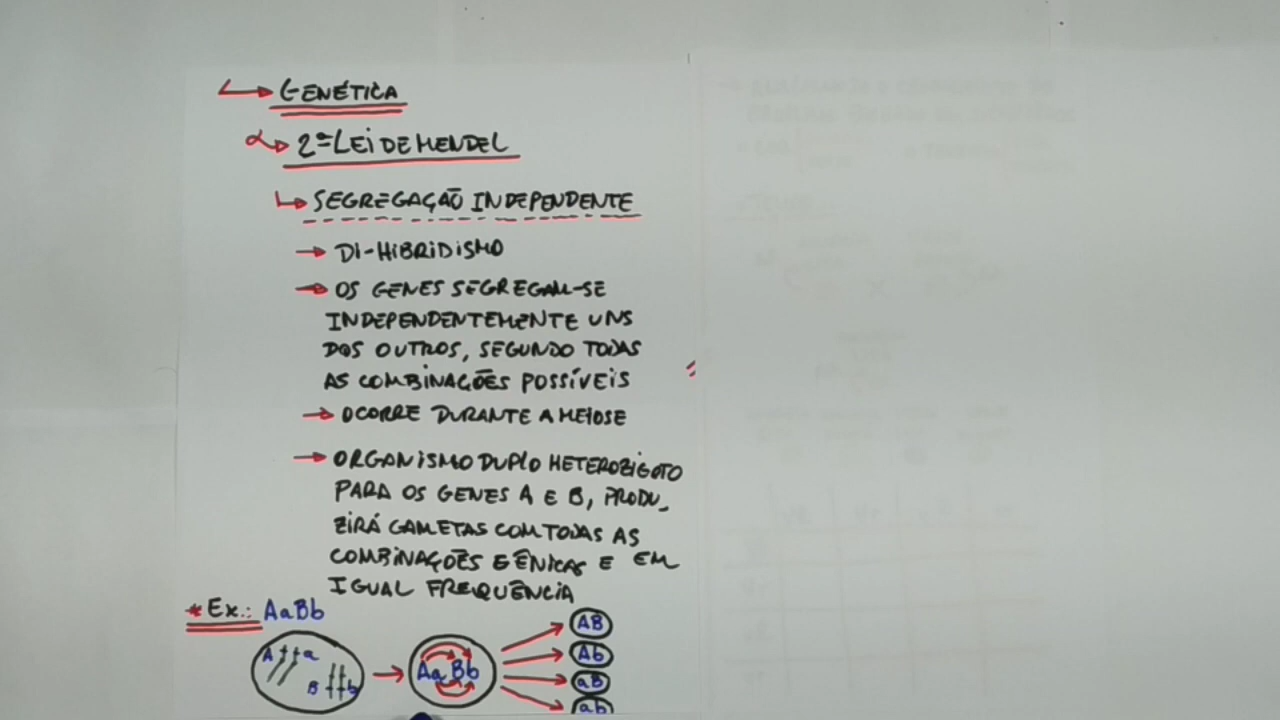 GENÉTICA
2ª LEI DE MENDEL
SEGREGAÇÃO INDEPENDENTE
DI-HIBRIDISMO
OS GENES SEGREGAM-SE
INDEPENDENTEMENTE UNS
DOS OUTROS, SEGUNDO TODAS
AS COMBINAÇÕES POSSÍVEIS
OCORRE DURANTE A MEIOSE
ORGANISMO DUPLO HETEROZIGOTO
PARA OS GENES A E B, PRODU_
ZIRÁ GAMETAS COM TODAS AS
COMBINAÇÕES GÊNICAS E EM
IGUAL FREQUÊNCIA
* Ex.: AaBb
A a
B b
Aa Bb
AB
Ab
aB
ab